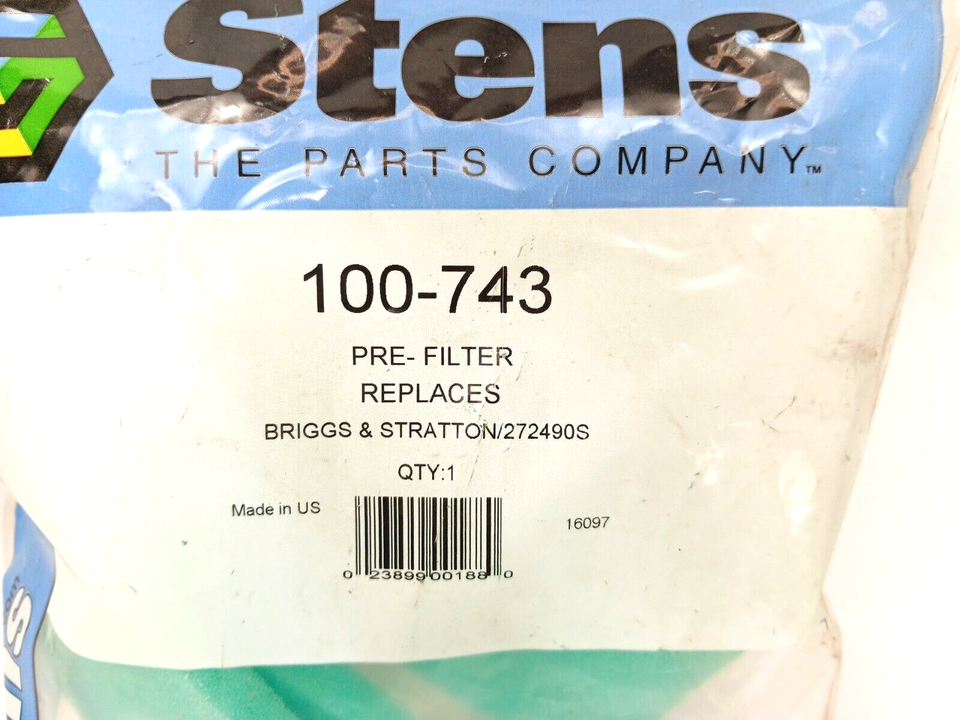 Stens
THE PARTS COMPANY™
100-743
PRE- FILTER
REPLACES
BRIGGS & STRATTON/272490S
QTY:1
Made in US
16097
0 23899 00188 0